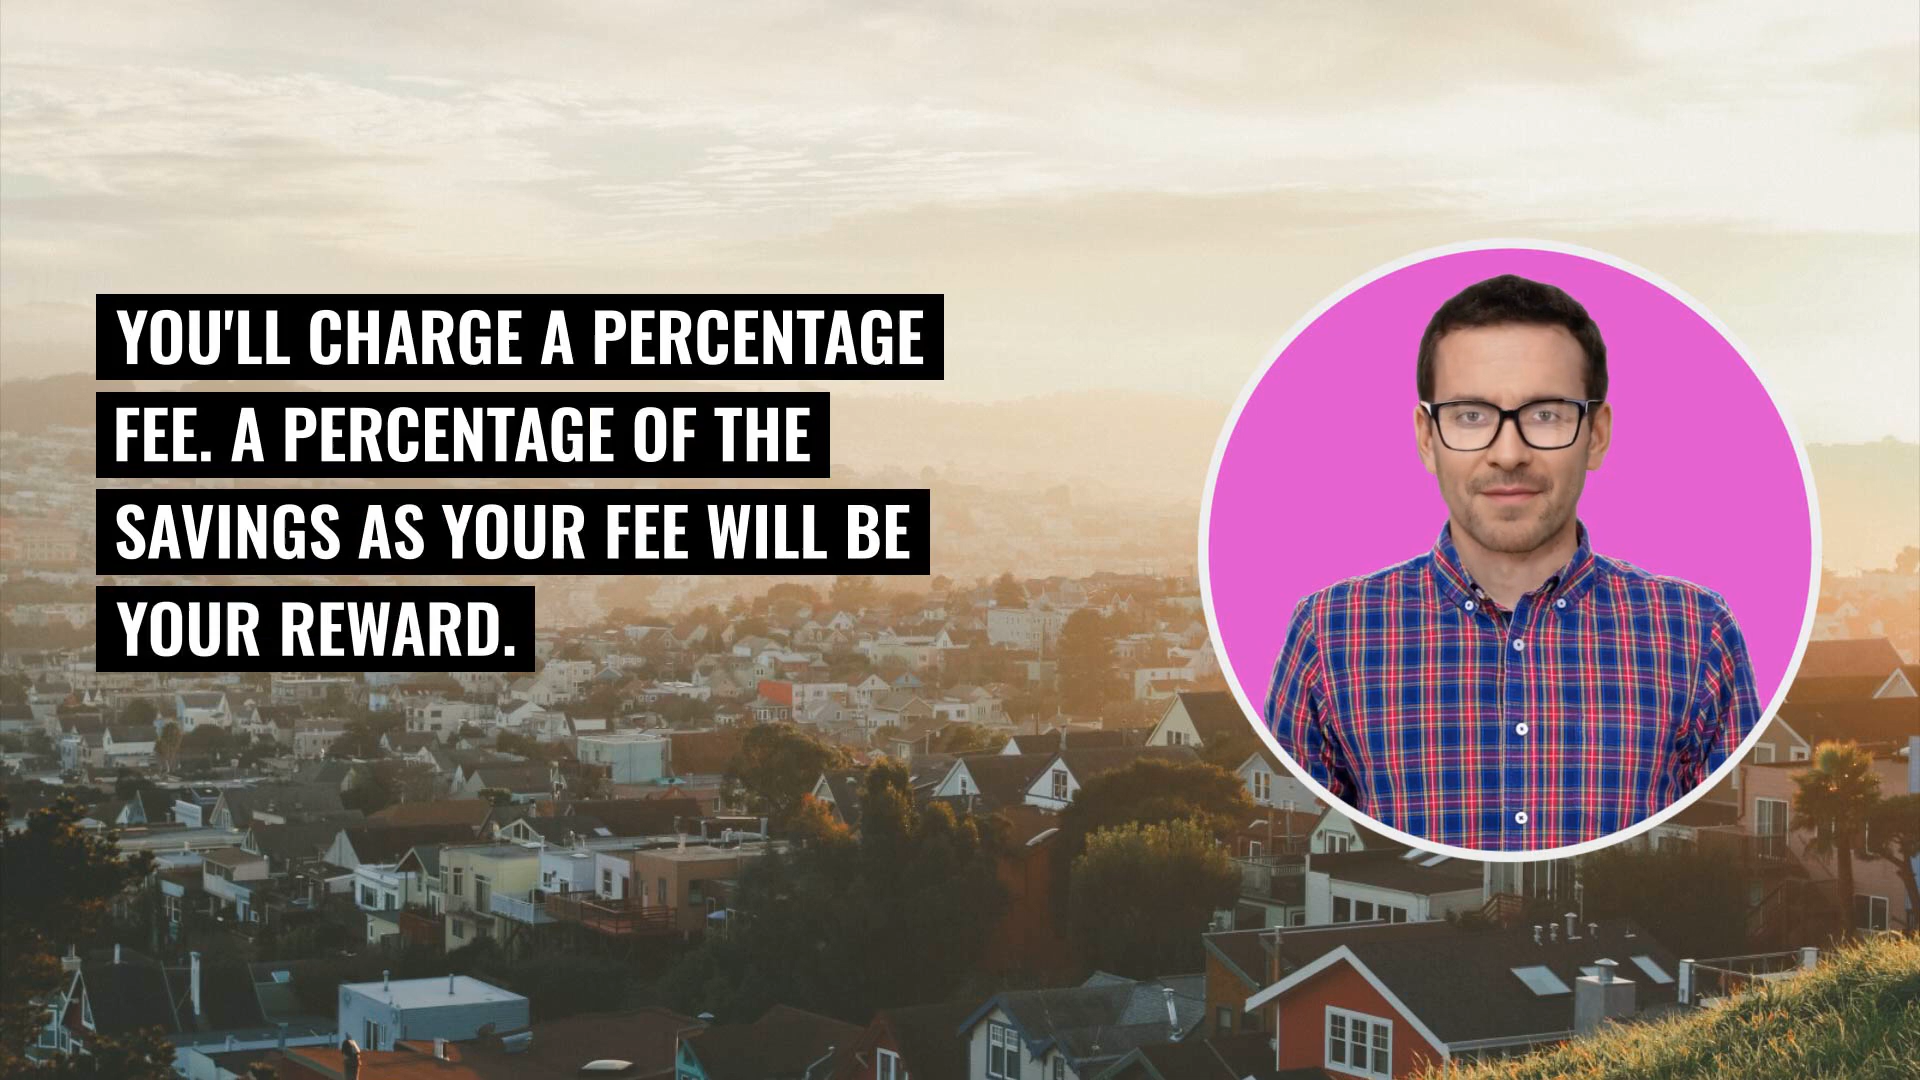 YOU'LL CHARGE A PERCENTAGE
FEE. A PERCENTAGE OF THE
SAVINGS AS YOUR FEE WILL BE
YOUR REWARD.